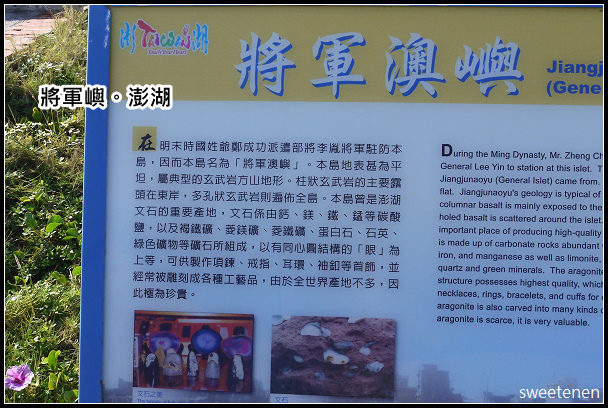 澎 Taiwan 湖
Touch Your Heart
將軍澳嶼
Jiangj
(Gene
將軍嶼。澎湖
在 明末時國姓爺鄭成功派遣部將李胤將軍駐防本
島，因而本島名為「將軍澳嶼」。本島地表甚為平
坦，屬典型的玄武岩方山地形。柱狀玄武岩的主要露
頭在東岸，多孔狀玄武岩則遍佈全島。本島曾是澎湖
文石的重要產地，文石係由鈣、鎂、鐵、錳等碳酸
鹽，以及褐鐵礦、菱鎂礦、菱鐵礦、蛋白石、石英、
綠色礦物等礦石所組成，以有同心圓結構的「眼」為
上等，可供製作項鍊、戒指、耳環、袖釦等首飾，並
經常被雕刻成各種工藝品，由於全世界產地不多，因
此極為珍貴。
During the Ming Dynasty, Mr. Zheng Ch
General Lee Yin to station at this islet. T
Jiangjunaoyu (General Islet) came from.
flat. Jiangjunaoyu's geology is typical of
columnar basalt is mainly exposed to the
holed basalt is scattered around the islet.
important place of producing high-quality
is made up of carbonate rocks abundant
iron, and manganese as well as limonite,
quartz and green minerals. The aragonite
structure possesses highest quality, which
necklaces, rings, bracelets, and cuffs for
aragonite is also carved into many kinds
aragonite is scarce, it is very valuable.
文石之美
文石
sweetenen